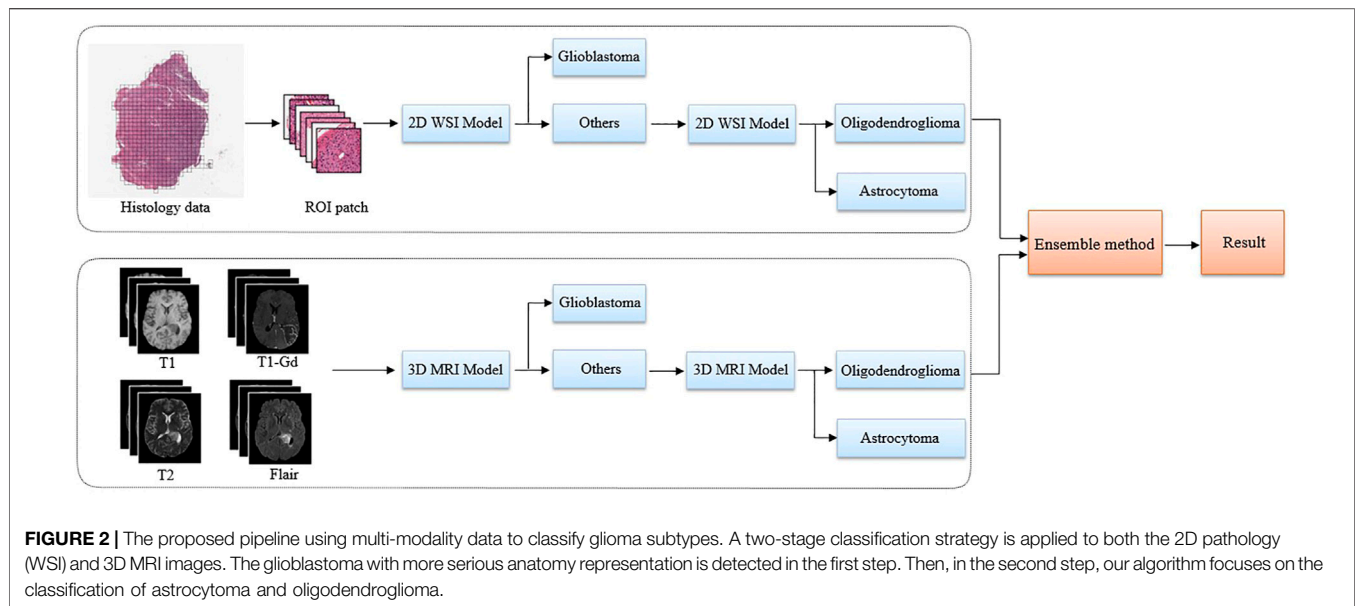 Histology data
ROI patch
2D WSI Model
Glioblastoma
Others
2D WSI Model
Oligodendroglioma
Astrocytoma
T1
T1-Gd
T2
Flair
3D MRI Model
Glioblastoma
Others
3D MRI Model
Oligodendroglioma
Astrocytoma
Ensemble method
Result
FIGURE 2 | The proposed pipeline using multi-modality data to classify glioma subtypes. A two-stage classification strategy is applied to both the 2D pathology
(WSI) and 3D MRI images. The glioblastoma with more serious anatomy representation is detected in the first step. Then, in the second step, our algorithm focuses on the
classification of astrocytoma and oligodendroglioma.